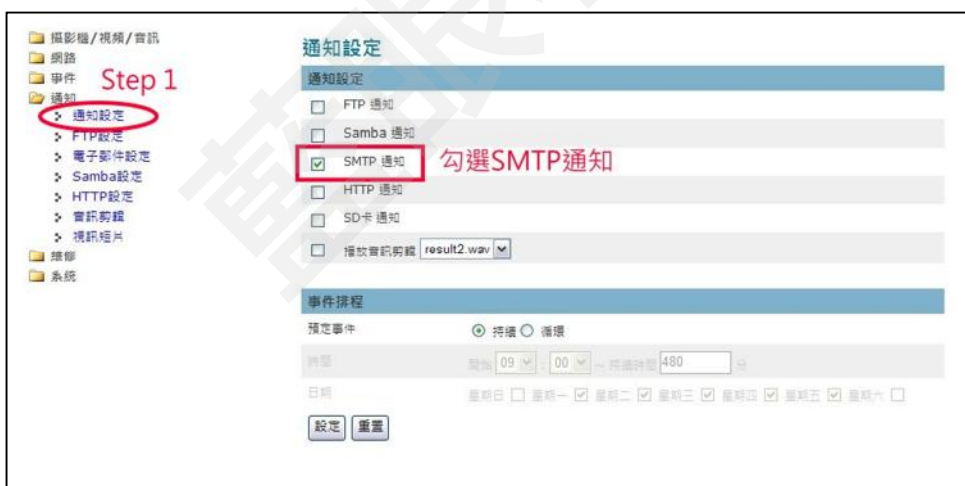 攝影機/視頻/音訊
網路
事件
Step 1
通知
通知設定
FTP設定
電子郵件設定
Samba設定
HTTP設定
音訊剪輯
視訊短片
維修
系統
通知設定
通知設定
FTP 通知
Samba 通知
SMTP 通知 勾選SMTP通知
HTTP 通知
SD卡 通知
播放音訊剪輯 result2.wav
事件排程
預定事件 持續 循環
時間 開始 09 : 00 ~ 持續時間 480 分
日期 星期日 星期一 星期二 星期三 星期四 星期五 星期六
設定 重置